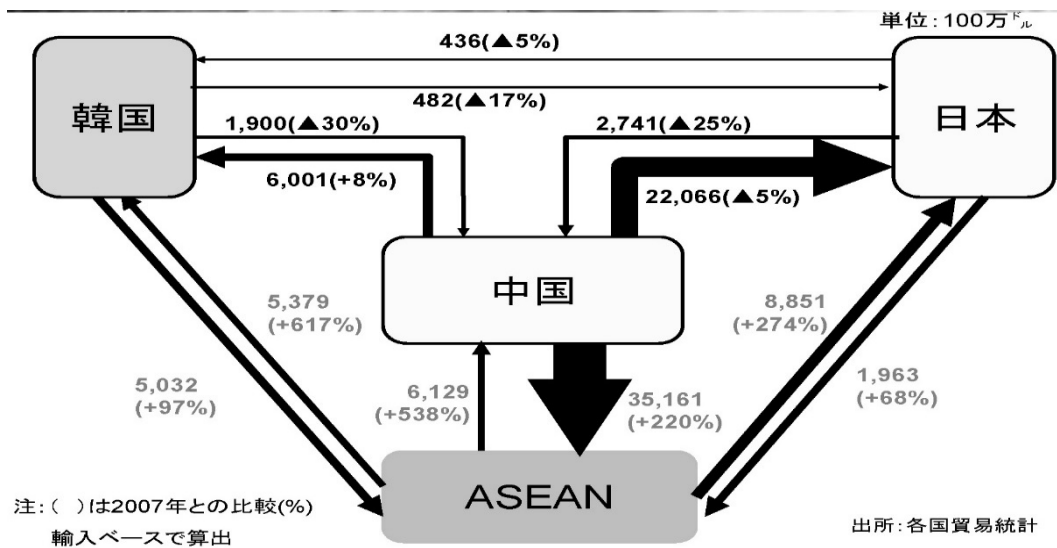 単位:100万㌦
436(▲5%)
韓国
日本
482(▲17%)
1,900(▲30%)
2,741(▲25%)
6,001(+8%)
22,066(▲5%)
中国
5,379
(+617%)
8,851
(+274%)
5,032
(+97%)
6,129
(+538%)
35,161
(+220%)
1,963
(+68%)
ASEAN
注:( )は2007年との比較(%)
輸入ベースで算出
出所:各国貿易統計